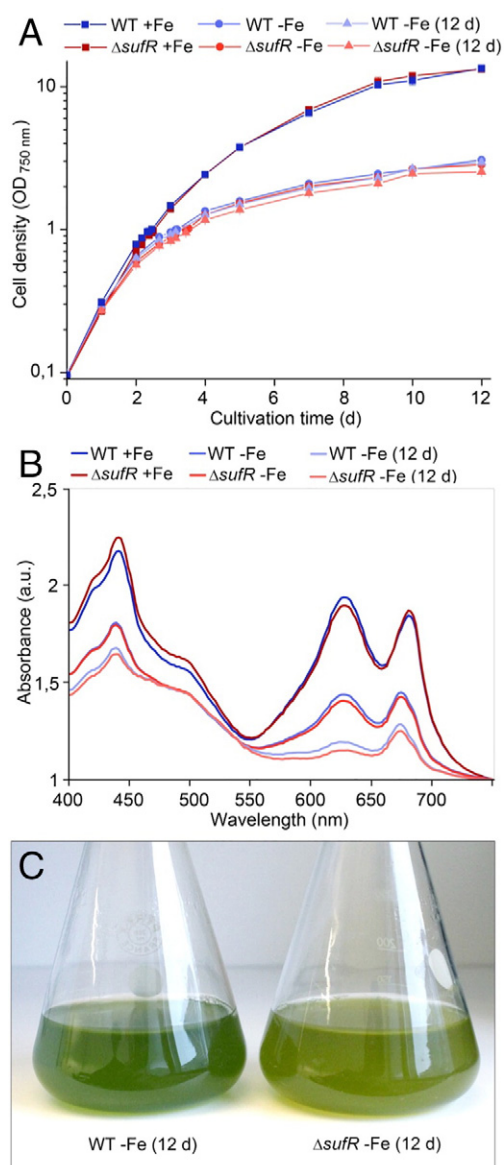 A
WT +Fe WT -Fe WT -Fe (12 d)
ΔsufR +Fe ΔsufR -Fe ΔsufR -Fe (12 d)
Cell density (OD750 nm)
10
1
0,1
0 2 4 6 8 10 12
Cultivation time (d)
B
WT +Fe WT -Fe WT -Fe (12 d)
ΔsufR +Fe ΔsufR -Fe ΔsufR -Fe (12 d)
Absorbance (a.u.)
2,5
2
1.5
1
400 450 500 550 600 650 700
Wavelength (nm)
C
200
WT -Fe (12 d) ΔsufR -Fe (12 d)